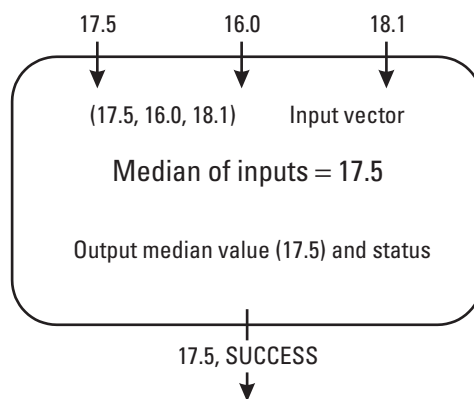 17.5 16.0 18.1
(17.5, 16.0, 18.1) Input vector
Median of inputs = 17.5
Output median value (17.5) and status
17.5, SUCCESS